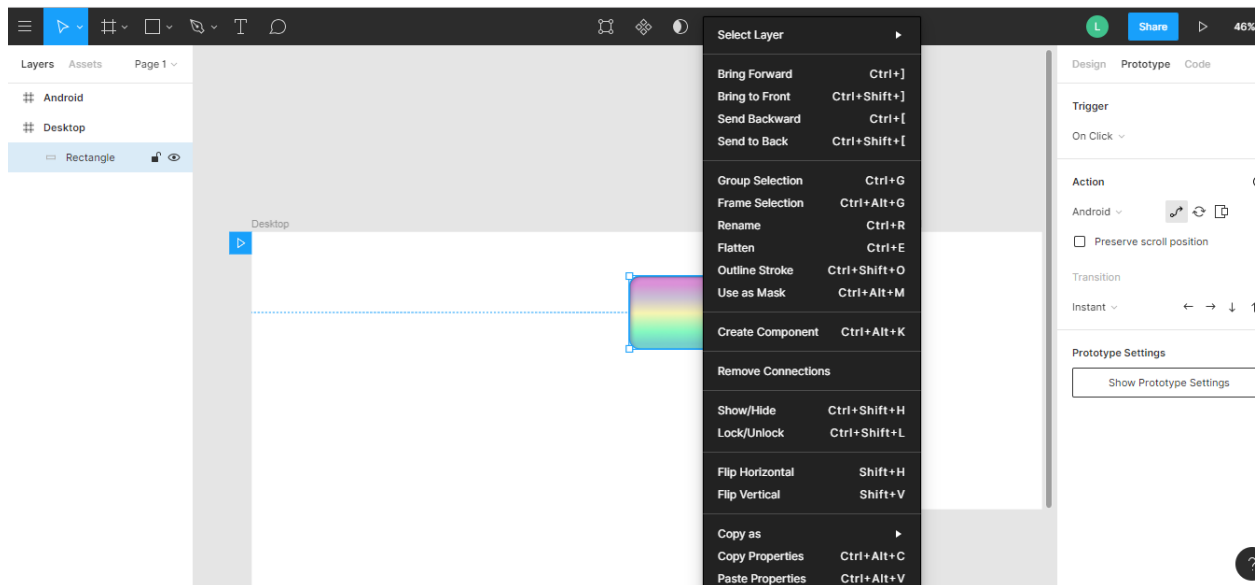 L
Share
46%
Layers Assets Page 1
Android
Desktop
Rectangle
Desktop
Select Layer
Bring Forward Ctrl+]
Bring to Front Ctrl+Shift+]
Send Backward Ctrl+[
Send to Back Ctrl+Shift+[
Group Selection Ctrl+G
Frame Selection Ctrl+Alt+G
Rename Ctrl+R
Flatten Ctrl+E
Outline Stroke Ctrl+Shift+O
Use as Mask Ctrl+Alt+M
Create Component Ctrl+Alt+K
Remove Connections
Show/Hide Ctrl+Shift+H
Lock/Unlock Ctrl+Shift+L
Flip Horizontal Shift+H
Flip Vertical Shift+V
Copy as
Copy Properties Ctrl+Alt+C
Paste Properties Ctrl+Alt+V
Design Prototype Code
Trigger
On Click
Action
Android
Preserve scroll position
Transition
Instant
Prototype Settings
Show Prototype Settings
?